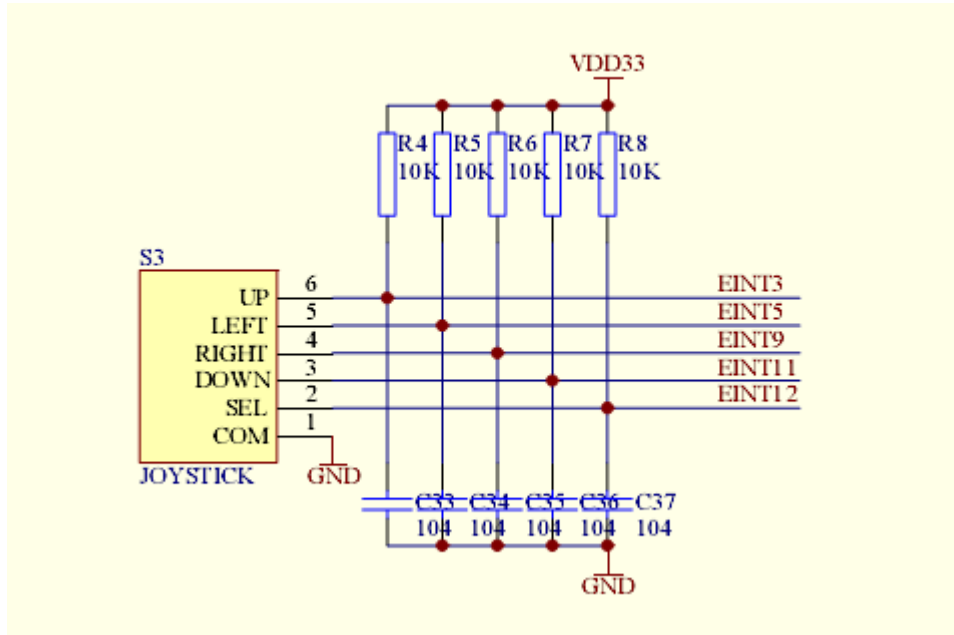 VDD33
R4 R5 R6 R7 R8
10K 10K 10K 10K 10K
S3
UP 6 EINT3
LEFT 5 EINT5
RIGHT 4 EINT9
DOWN 3 EINT11
SEL 2 EINT12
COM 1
JOYSTICK GND
C33 C34 C35 C36 C37
104 104 104 104 104
GND